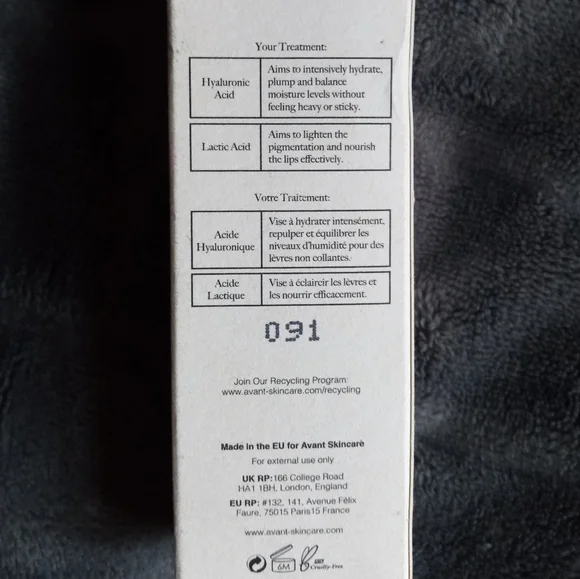 Your Treatment:
Hyaluronic
Acid
Aims to intensively hydrate,
plump and balance
moisture levels without
feeling heavy or sticky.
Lactic Acid
Aims to lighten the
pigmentation and nourish
the lips effectively.
Votre Traitement:
Acide
Hyaluronique
Vise à hydrater intensément,
repulper et équilibrer les
niveaux d'humidité pour des
lèvres non collantes.
Acide
Lactique
Vise à éclaircir les lèvres et
les nourrir efficacement.
091
Join Our Recycling Program:
www.avant-skincare.com/recycling
Made in the EU for Avant Skincare
For external use only
UK RP:166 College Road
HA1 1BH, London, England
EU RP: #132, 141, Avenue Félix
Faure, 75015 Paris15 France
www.avant-skincare.com
6M
Cruelty-Free